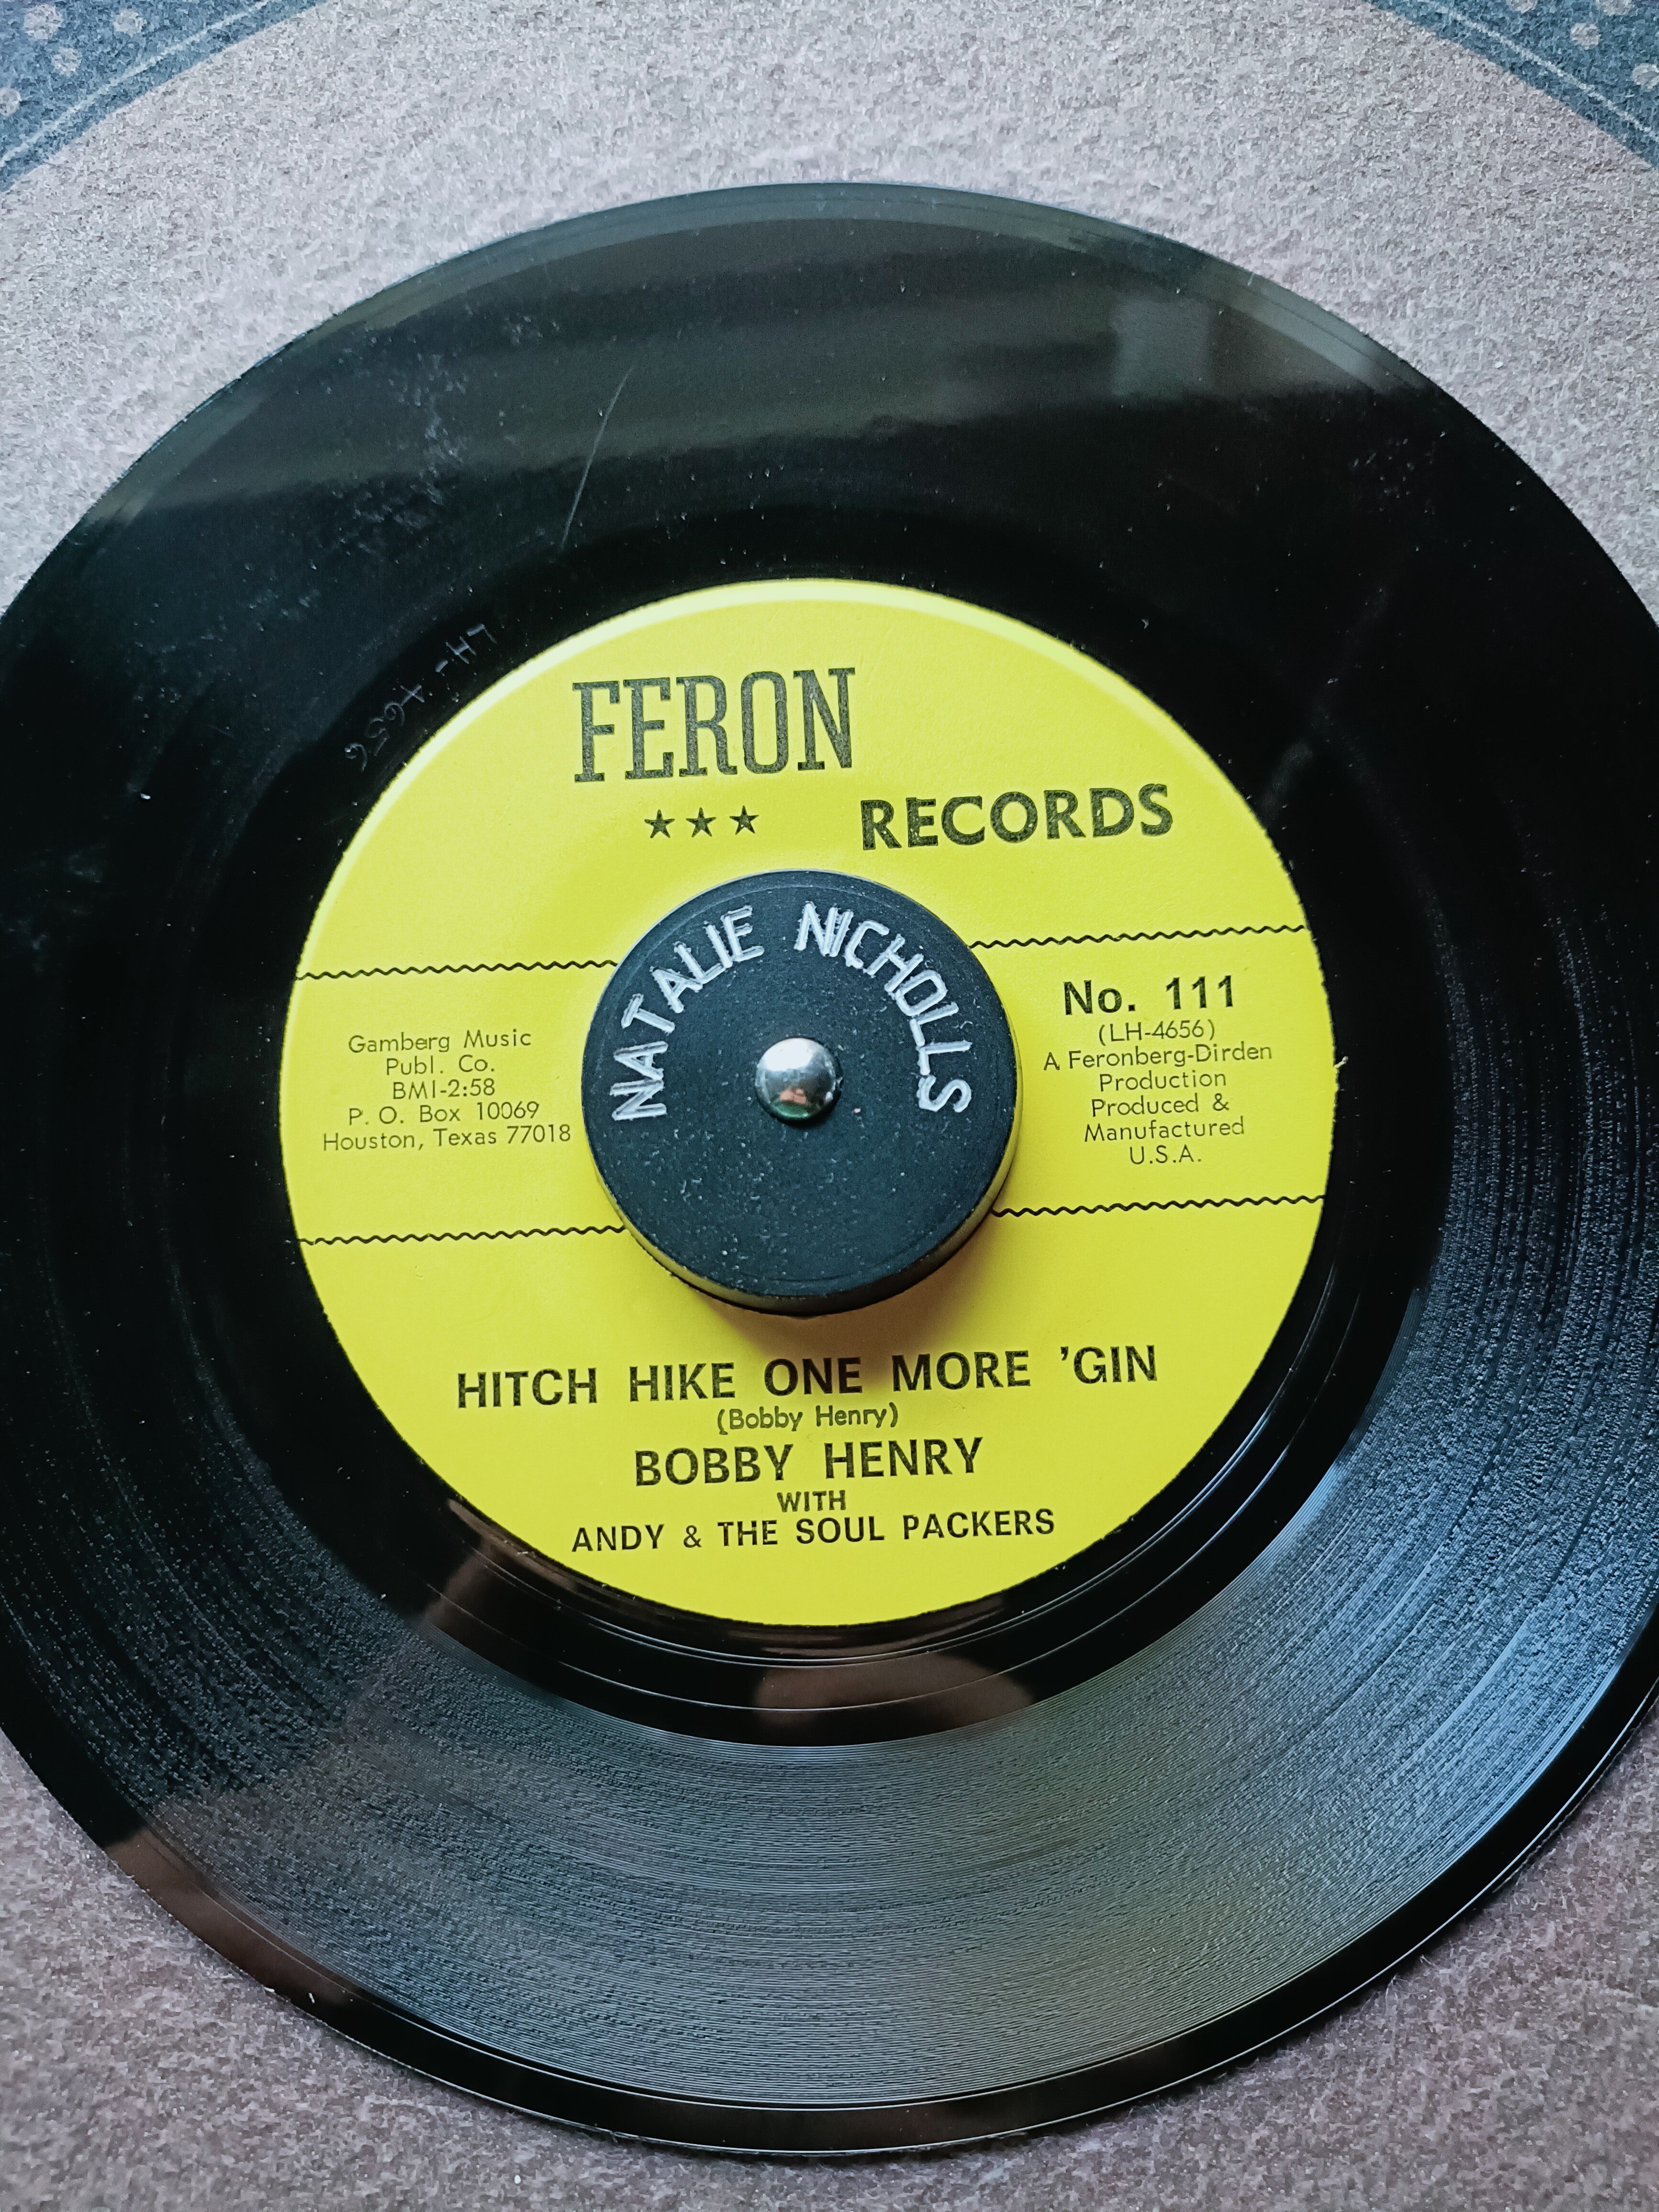 LH-4656
FERON
★★★ RECORDS
NATALIE NICHOLLS
Gamberg Music
Publ. Co.
BMI-2:58
P. O. Box 10069
Houston, Texas 77018
No. 111
(LH-4656)
A Feronberg-Dirden
Production
Produced &
Manufactured
U.S.A.
HITCH HIKE ONE MORE 'GIN
(Bobby Henry)
BOBBY HENRY
WITH
ANDY & THE SOUL PACKERS